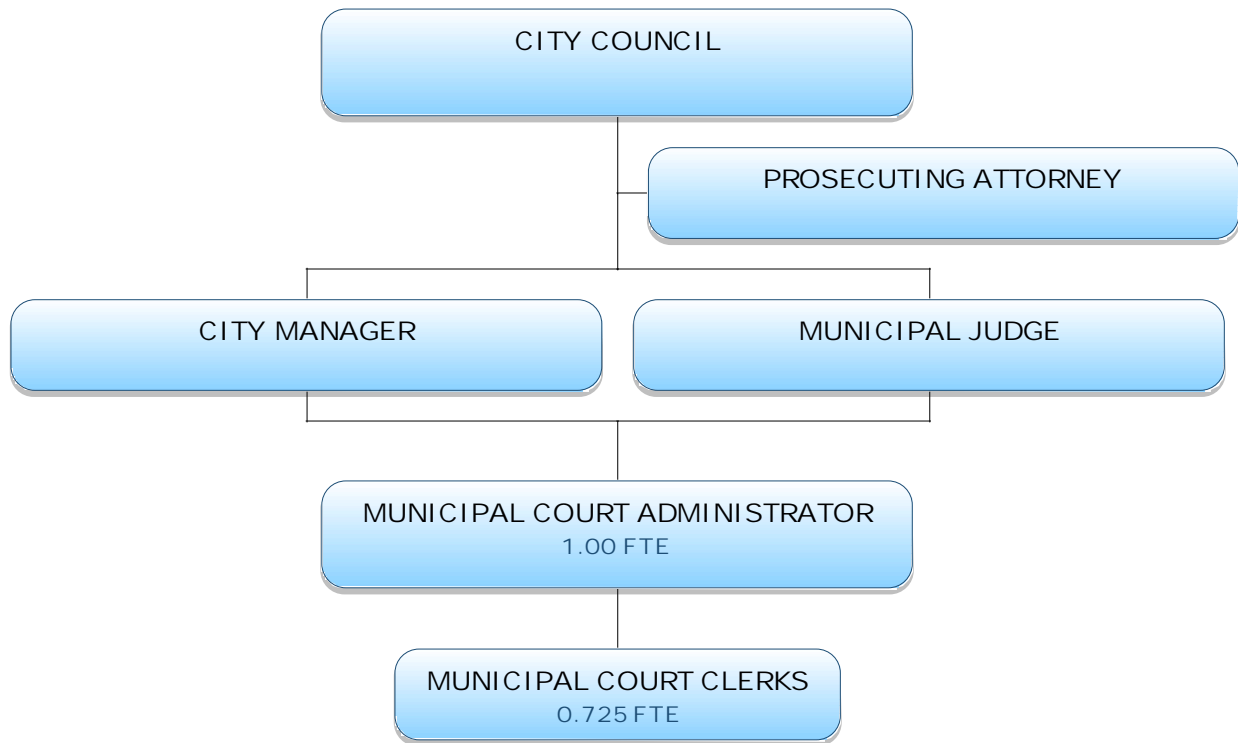 CITY COUNCIL
PROSECUTING ATTORNEY
CITY MANAGER
MUNICIPAL JUDGE
MUNICIPAL COURT ADMINISTRATOR
1.00 FTE
MUNICIPAL COURT CLERKS
0.725 FTE